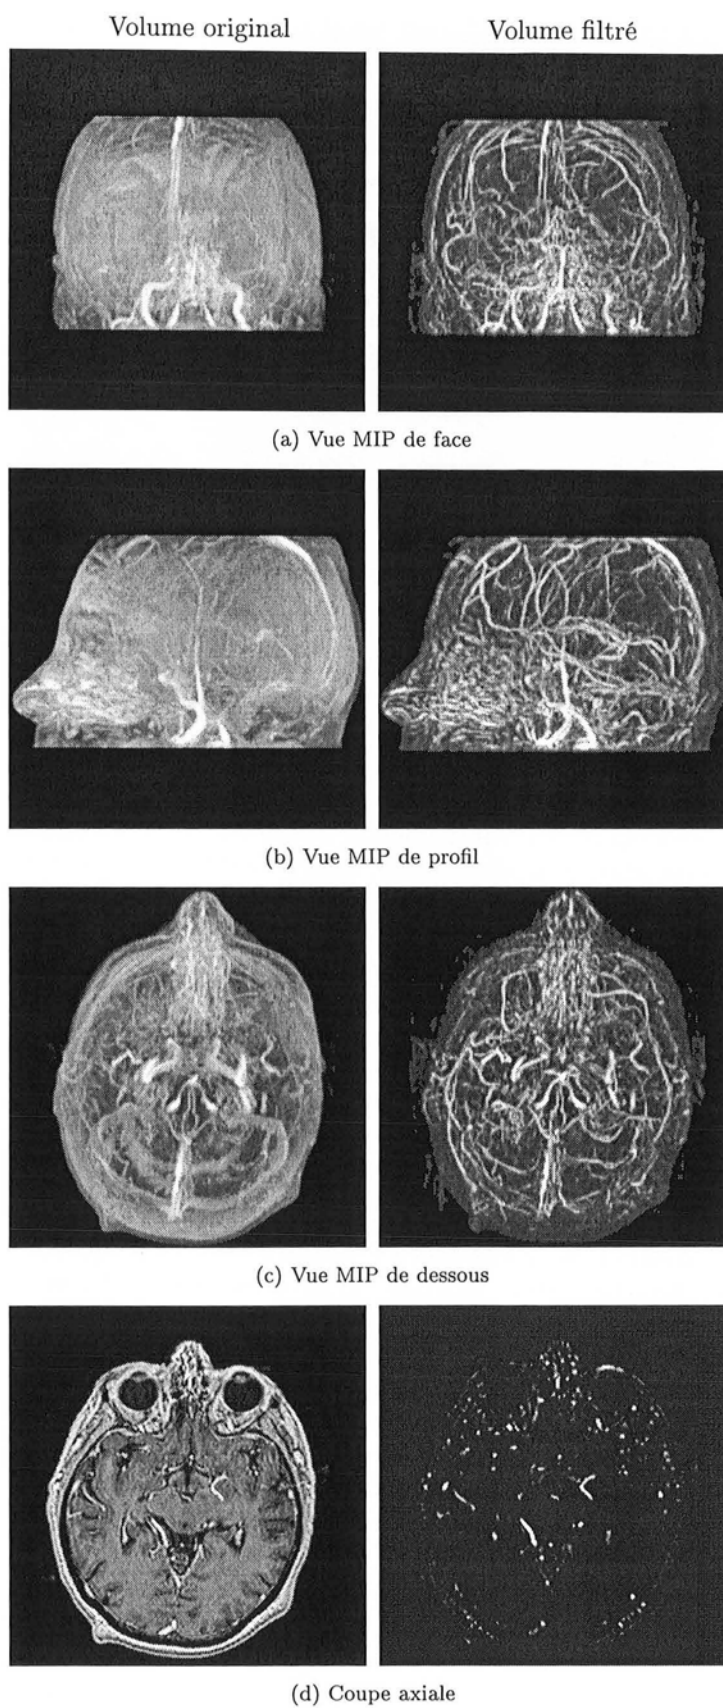 Volume original
Volume filtré
(a) Vue MIP de face
(b) Vue MIP de profil
(c) Vue MIP de dessous
(d) Coupe axiale